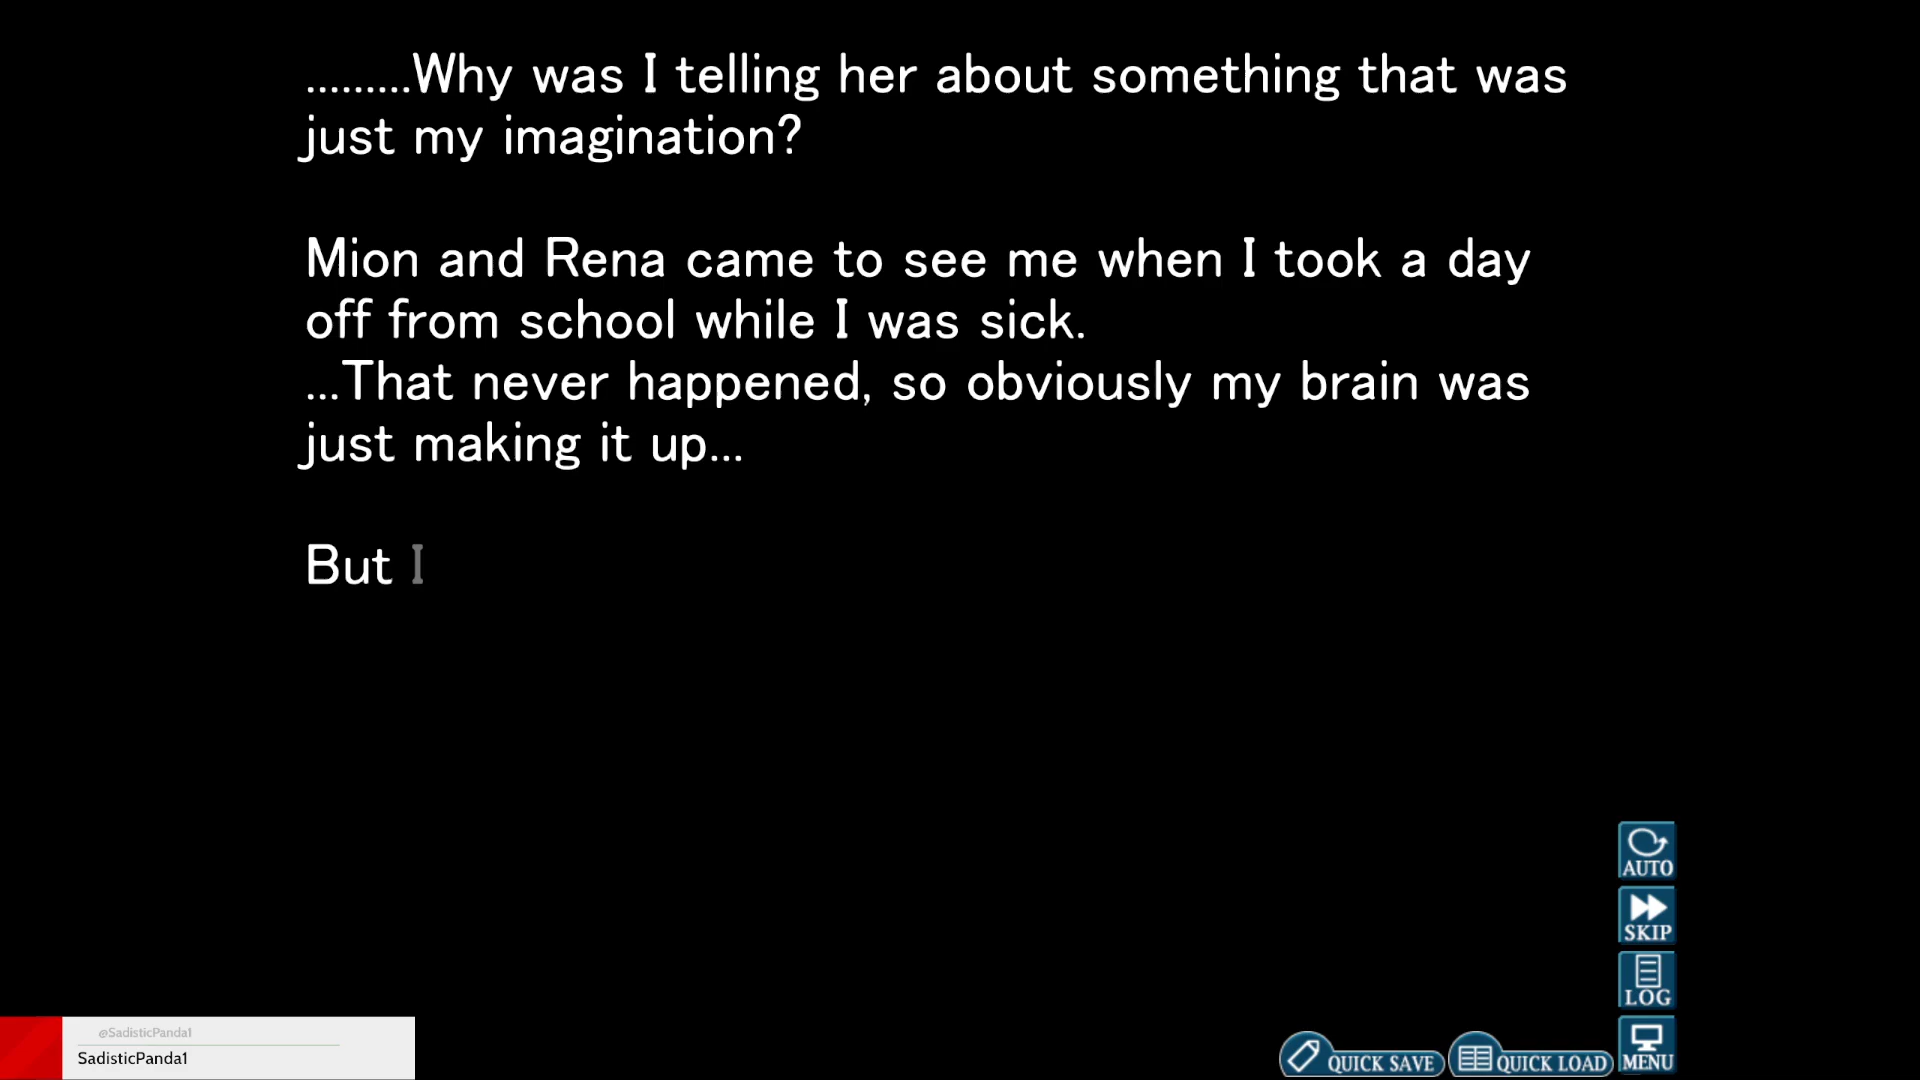 .........Why was I telling her about something that was
just my imagination?
Mion and Rena came to see me when I took a day
off from school while I was sick.
...That never happened, so obviously my brain was
just making it up...
But I
AUTO
SKIP
LOG
MENU
QUICK SAVE
QUICK LOAD
@SadisticPanda1
SadisticPanda1